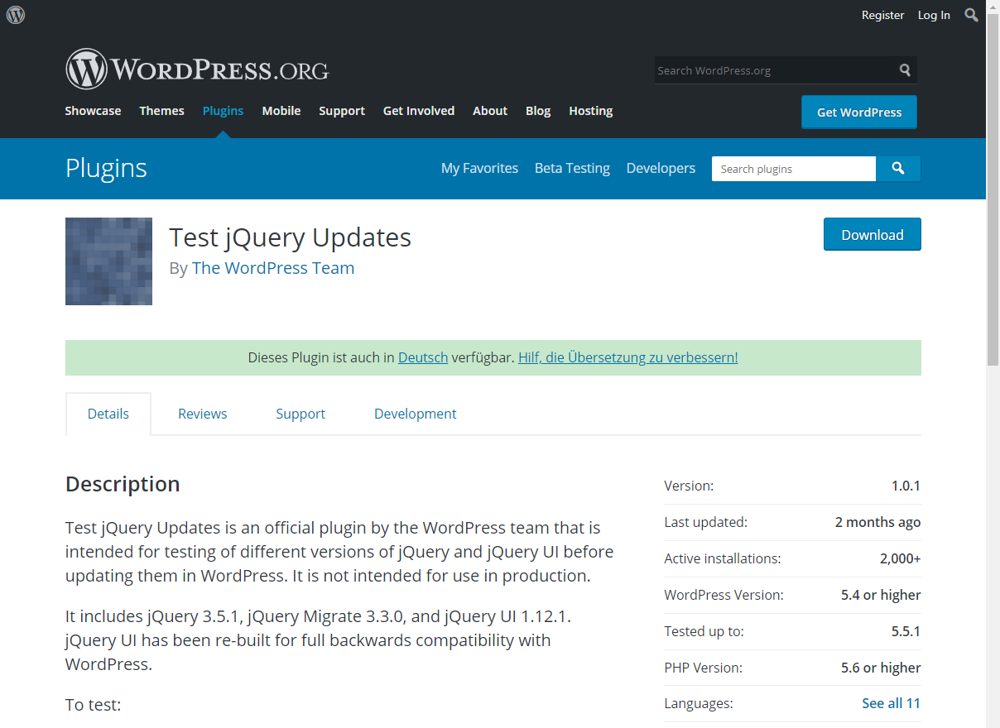 Register Log In
WORDPRESS.ORG
Search WordPress.org
Showcase Themes Plugins Mobile Support Get Involved About Blog Hosting
Get WordPress
Plugins
My Favorites Beta Testing Developers
Search plugins
Test jQuery Updates
By The WordPress Team
Download
Dieses Plugin ist auch in Deutsch verfügbar. Hilf, die Übersetzung zu verbessern!
Details Reviews Support Development
Description
Test jQuery Updates is an official plugin by the WordPress team that is
intended for testing of different versions of jQuery and jQuery UI before
updating them in WordPress. It is not intended for use in production.
It includes jQuery 3.5.1, jQuery Migrate 3.3.0, and jQuery UI 1.12.1.
jQuery UI has been re-built for full backwards compatibility with
WordPress.
To test:
Version: 1.0.1
Last updated: 2 months ago
Active installations: 2,000+
WordPress Version: 5.4 or higher
Tested up to: 5.5.1
PHP Version: 5.6 or higher
Languages: See all 11